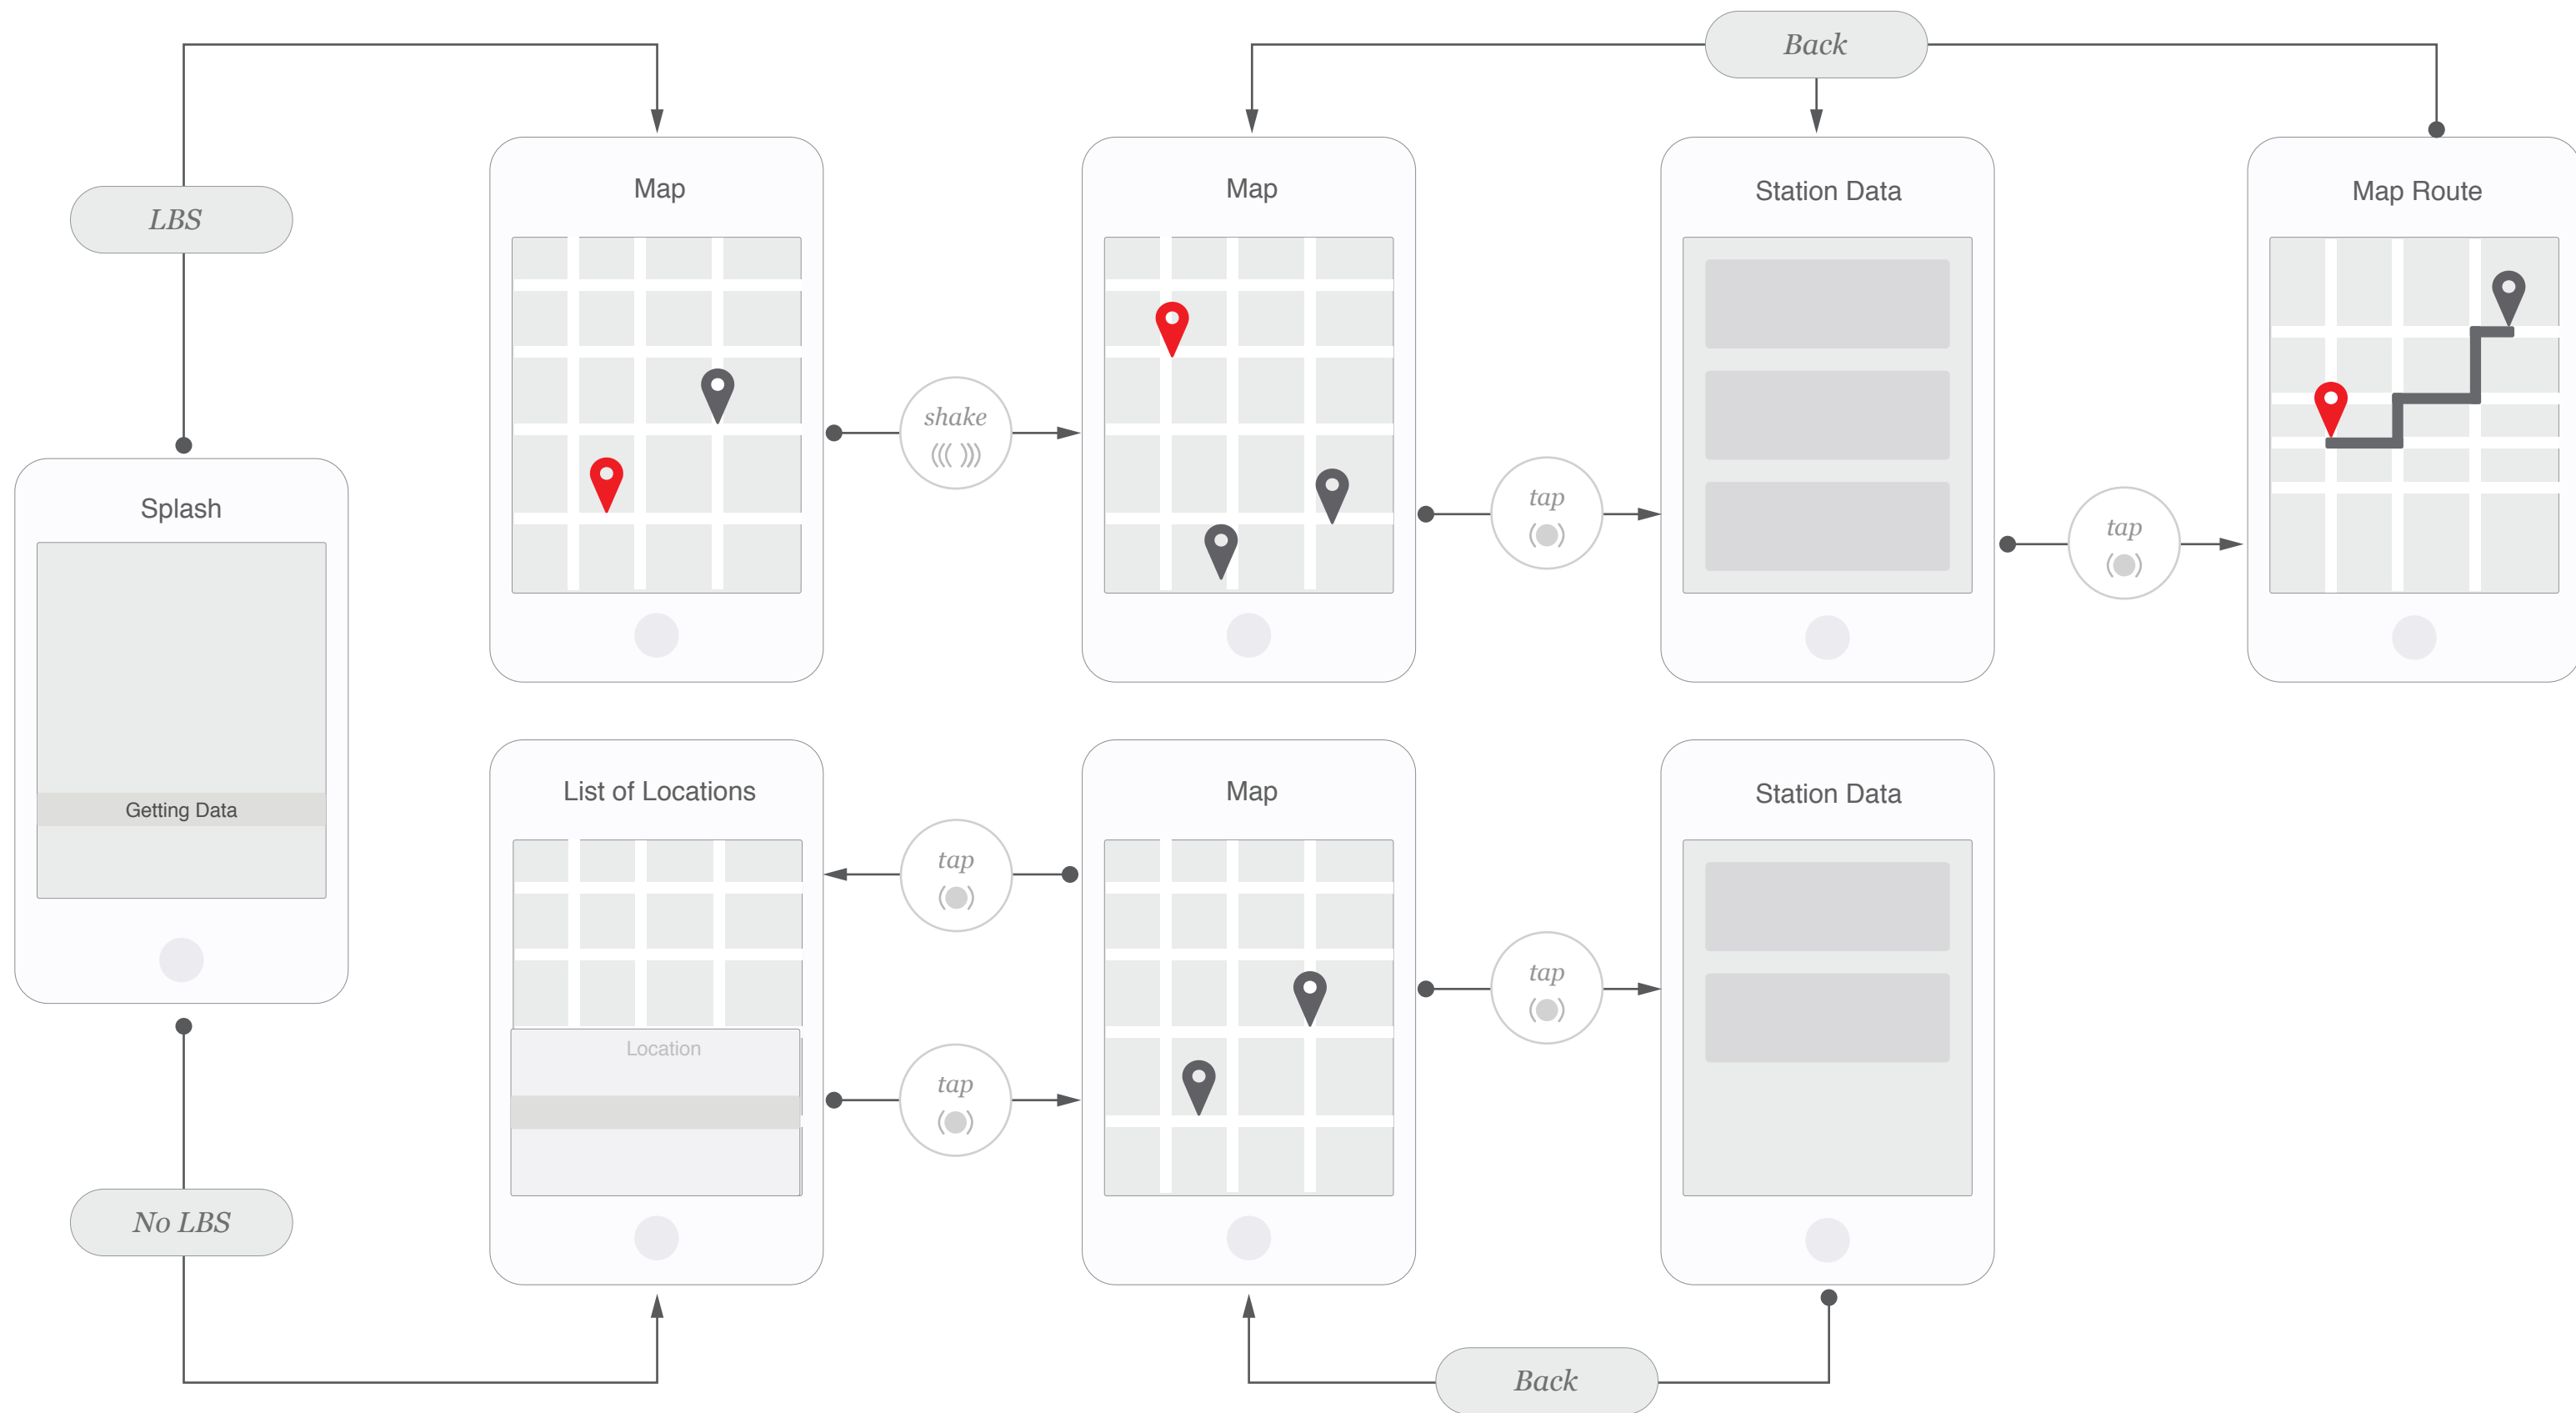 Back
LBS
Map
Map
Station Data
Map Route
shake
tap
tap
Splash
Getting Data
List of Locations
Map
Station Data
tap
tap
Location
tap
No LBS
Back